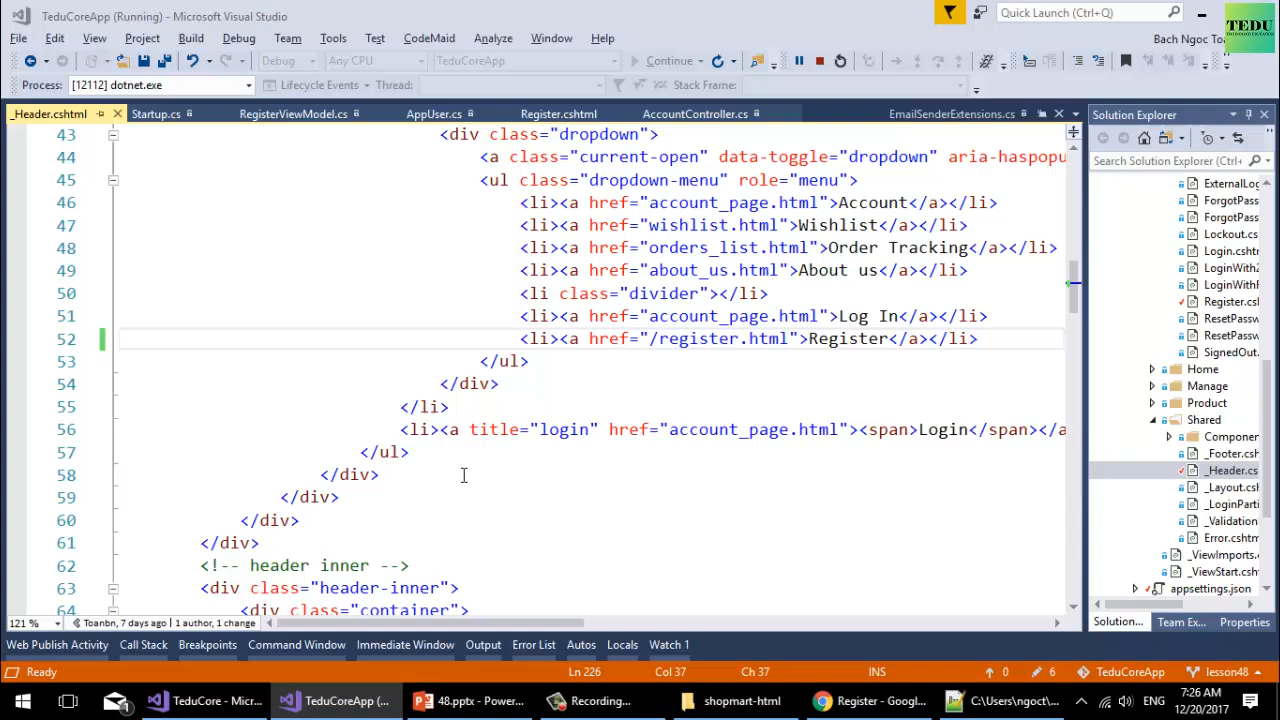 TeduCoreApp (Running) - Microsoft Visual Studio
Quick Launch (Ctrl+Q)
TEDU
File Edit View Project Build Debug Team Tools Test CodeMaid Analyze Window Help
Bach Ngoc Toa
Debug Any CPU TeduCoreApp Continue
Process: [12112] dotnet.exe Lifecycle Events Thread: Stack Frame:
_Header.cshtml Startup.cs RegisterViewModel.cs AppUser.cs Register.cshtml AccountController.cs EmailSenderExtensions.cs
43 <div class="dropdown">
44 <a class="current-open" data-toggle="dropdown" aria-haspopu
45 <ul class="dropdown-menu" role="menu">
46 <li><a href="account_page.html">Account</a></li>
47 <li><a href="wishlist.html">Wishlist</a></li>
48 <li><a href="orders_list.html">Order Tracking</a></li>
49 <li><a href="about_us.html">About us</a></li>
50 <li class="divider"></li>
51 <li><a href="account_page.html">Log In</a></li>
52 <li><a href="/register.html">Register</a></li>
53 </ul>
54 </div>
55 </li>
56 <li><a title="login" href="account_page.html"><span>Login</span></a
57 </ul>
58 </div>
59 </div>
60 </div>
61 </div>
62 <!-- header inner -->
63 <div class="header-inner">
64 <div class="container">
121 % Toanbn, 7 days ago | 1 author, 1 change
Solution Explorer
Search Solution Explorer (Ctrl+
ExternalLog
ForgotPass
ForgotPass
Lockout.cs
Login.cshtm
LoginWith2
LoginWithR
Register.csh
ResetPassw
ResetPassw
SignedOut.
Home
Manage
Product
Shared
Component
_Footer.csh
_Header.cs
_Layout.csh
_LoginParti
_Validation
Error.cshtm
_ViewImports.c
_ViewStart.csh
appsettings.json
Solution... Team Ex... Properties
Web Publish Activity Call Stack Breakpoints Command Window Immediate Window Output Error List Autos Locals Watch 1
Ready Ln 226 Col 37 Ch 37 INS 0 6 TeduCoreApp lesson48
1 TeduCore - Micr... TeduCoreApp (... 48.pptx - Power... Recording... shopmart-html Register - Googl... C:\Users\ngoct\... ENG
7:26 AM
12/20/2017